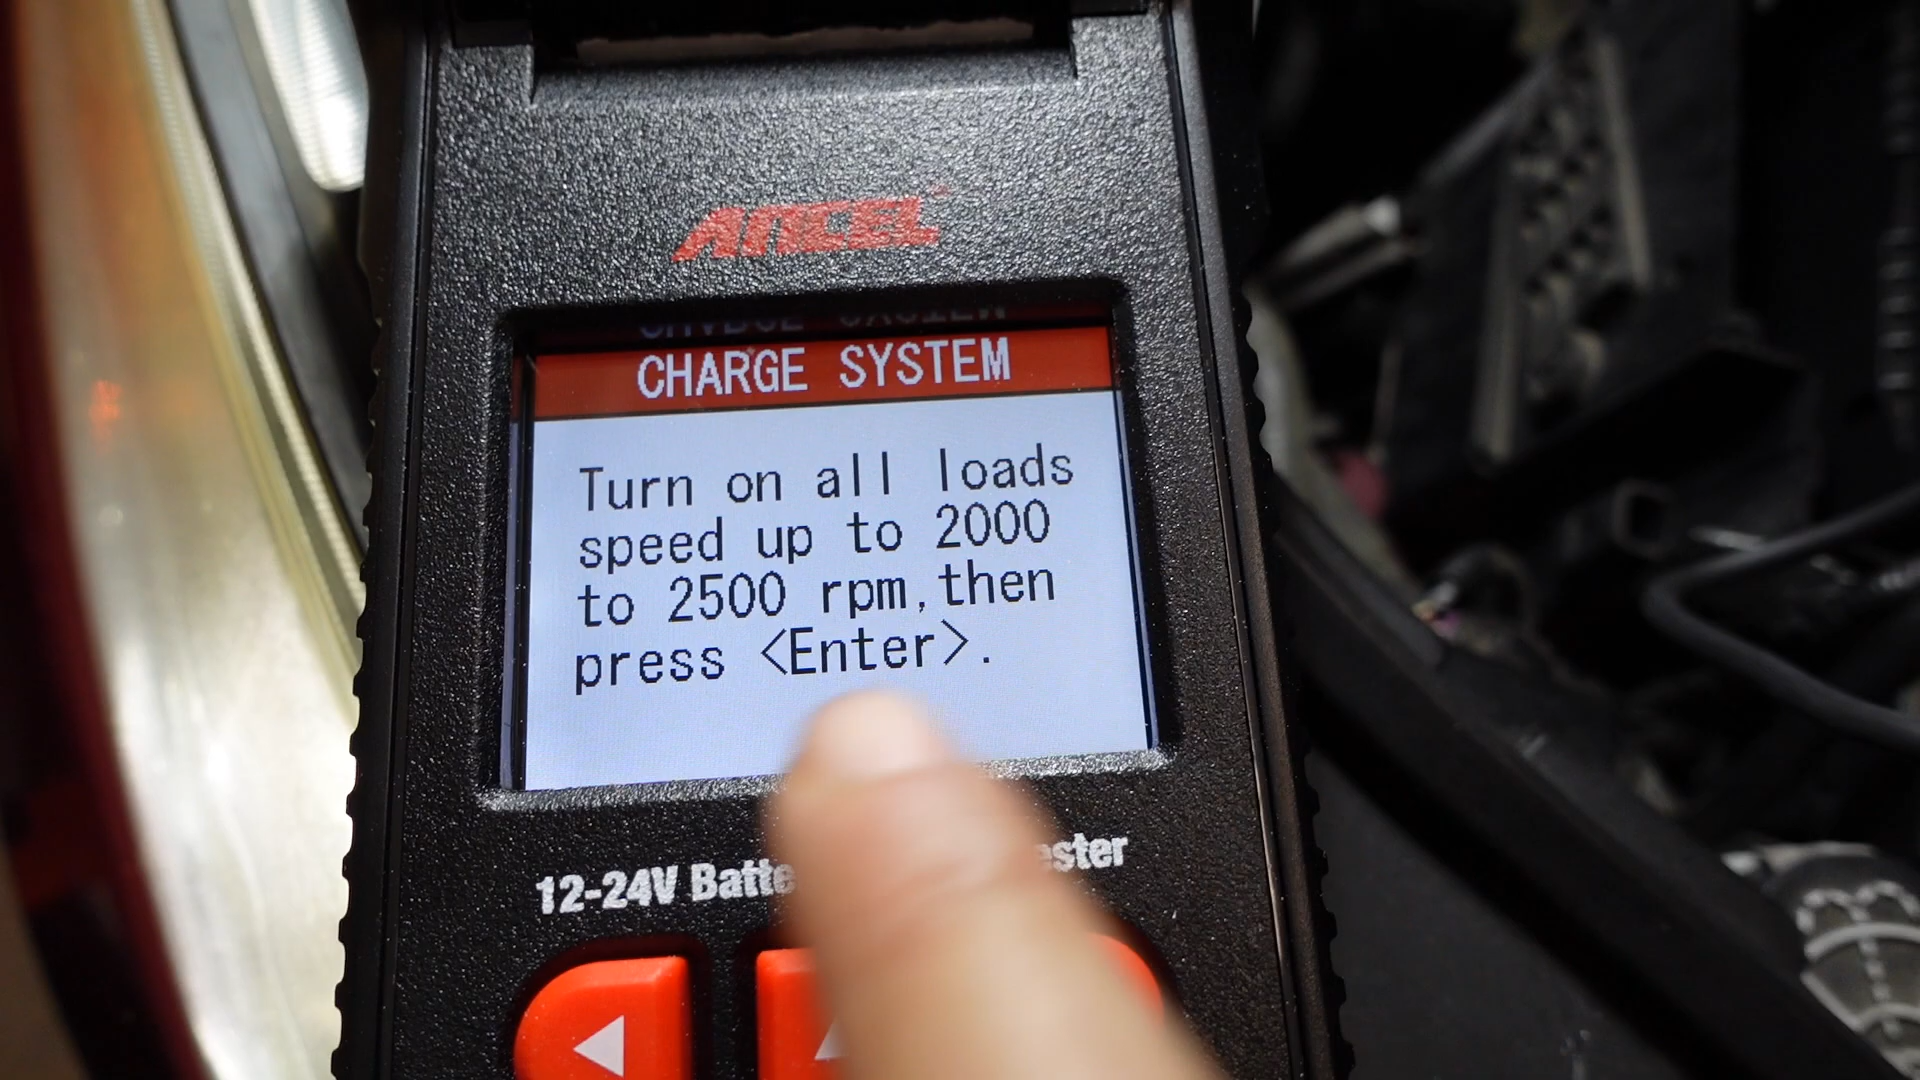 ANCEL
CHARGE SYSTEM
Turn on all loads
speed up to 2000
to 2500 rpm,then
press <Enter>.
12-24V ester